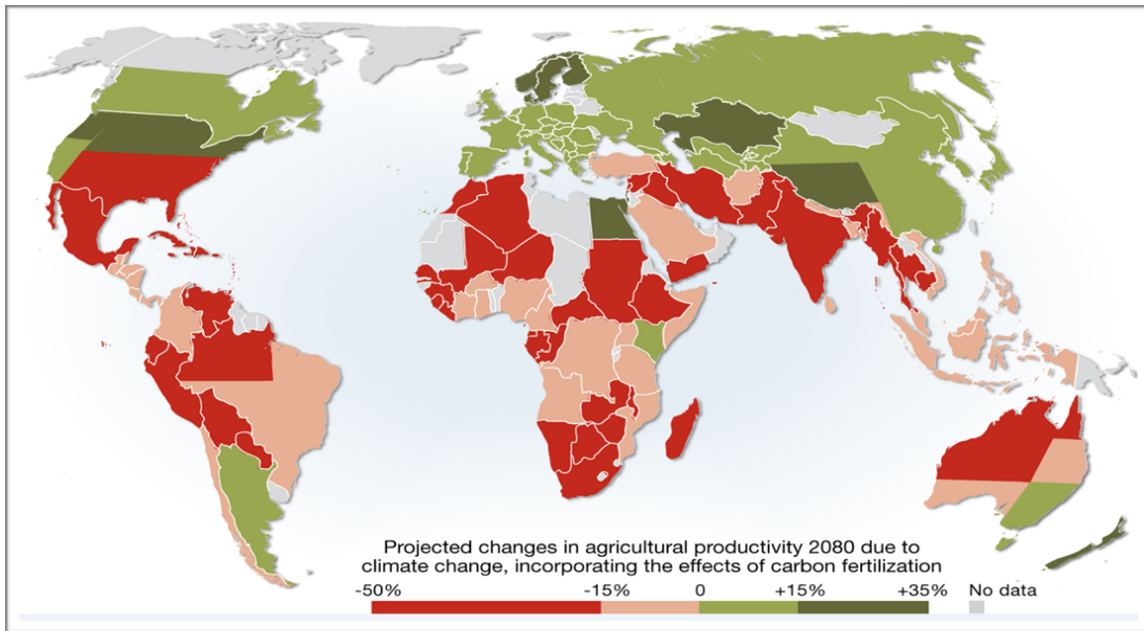 Projected changes in agricultural productivity 2080 due to
climate change, incorporating the effects of carbon fertilization
-50% -15% 0 +15% +35% No data